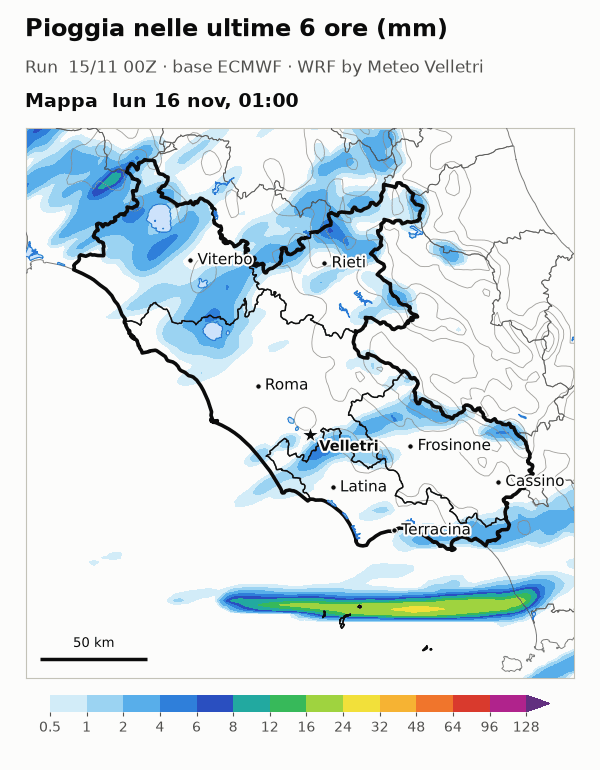 Pioggia nelle ultime 6 ore (mm)
Run 15/11 00Z · base ECMWF · WRF by Meteo Velletri
Mappa lun 16 nov, 01:00
Viterbo
Rieti
Roma
Velletri
Frosinone
Cassino
Latina
Terracina
50 km
0.5 1 2 4 6 8 12 16 24 32 48 64 96 128